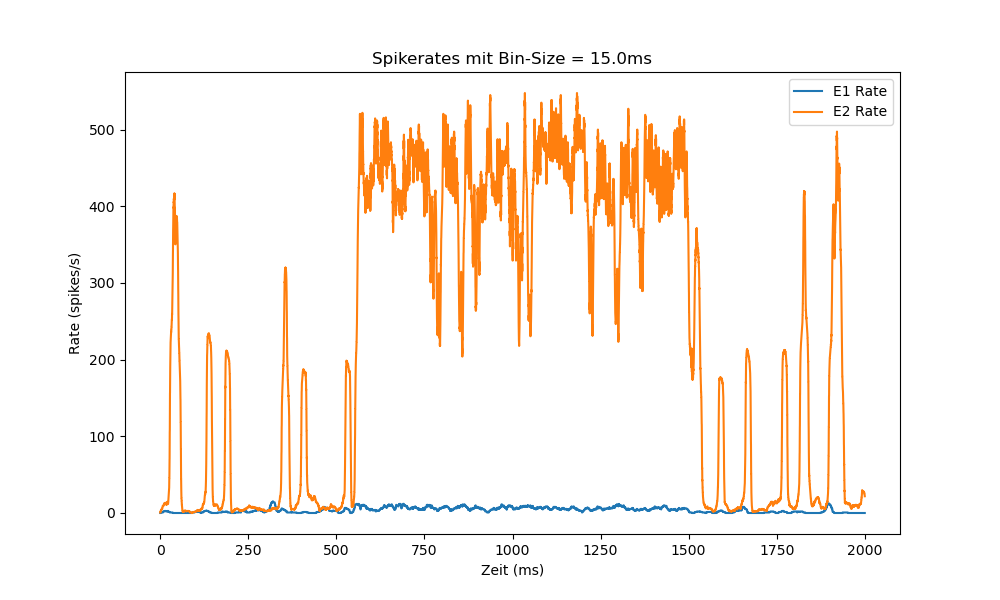 Spikerates mit Bin-Size = 15.0ms
E1 Rate
E2 Rate
Rate (spikes/s)
500
400
300
200
100
0
0 250 500 750 1000 1250 1500 1750 2000
Zeit (ms)